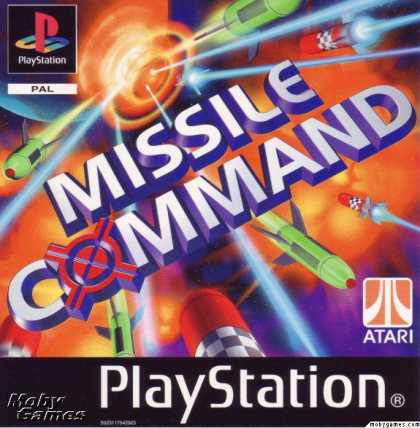 PlayStation
PAL
MISSILE
COMMAND
ATARI
PlayStation®
Moby
Games
mobygames.com